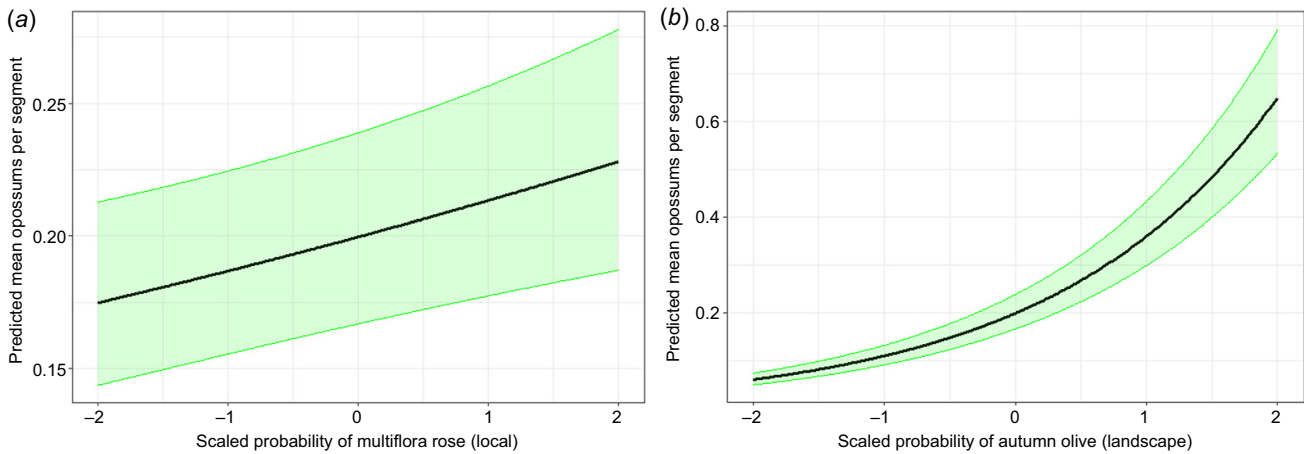 (a)
Predicted mean opossums per segment
0.25
0.20
0.15
–2
–1
0
1
2
Scaled probability of multiflora rose (local)
(b)
Predicted mean opossums per segment
0.8
0.6
0.4
0.2
–2
–1
0
1
2
Scaled probability of autumn olive (landscape)